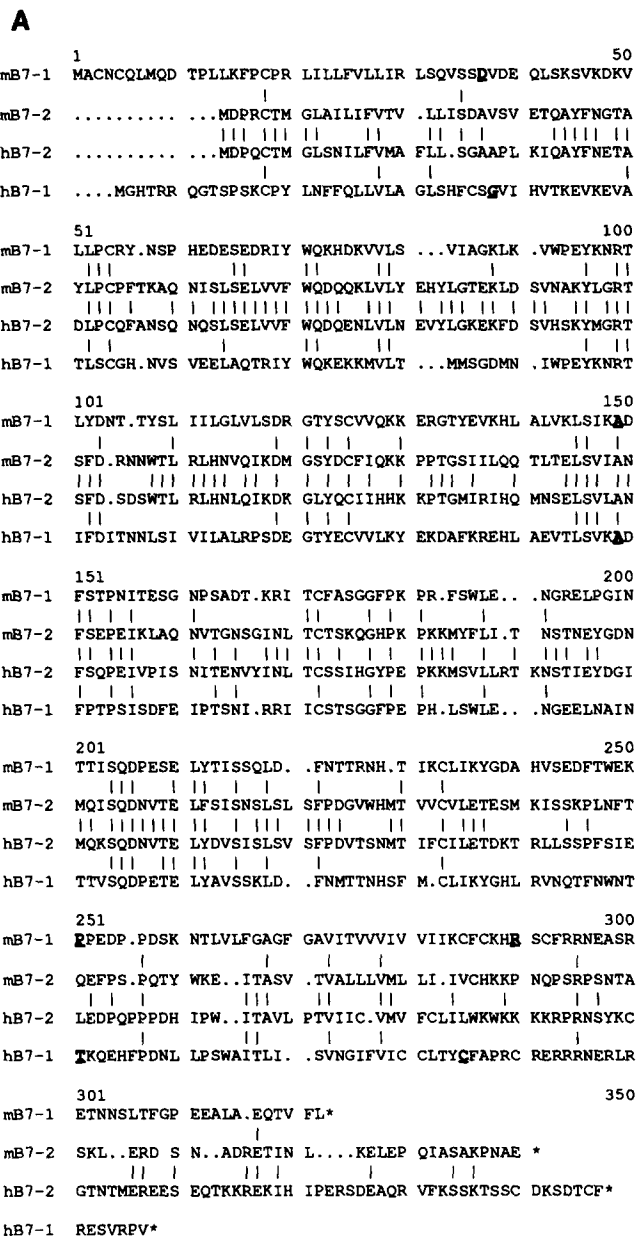 A
1 50
mB7-1 MACNCQLMQD TPLLKFPCPR LILLFVLLIR LSQVSSDVDE QLSKSVKDKV
mB7-2 .......... ....MDPRCTM GLAILIFVTV .LLISDAVSV ETQAYFNGTA
hB7-2 .......... ....MDPQCTM GLSNILFVMA FLL.SGAAPL KIQAYFNETA
hB7-1 ....MGHTRR QGTSPSKCPY LNFFQLLVLA GLSHFCSGVI HVTKEVKEVA
51 100
mB7-1 LLPCRY.NSP HEDESEDRIY WQKHDKVVLS ...VIAGKLK .VWPEYKNRT
mB7-2 YLPCPFTKAQ NISLSELVVF WQDQQKLVLY EHYLGTEKLD SVNAKYLGRT
hB7-2 DLPCQFANSQ NQSLSELVVF WQDQENLVLN EVYLGKEKFD SVHSKYMGRT
hB7-1 TLSCGH.NVS VEELAQTRIY WQKEKKMVLT ...MMSGDMN .IWPEYKNRT
101 150
mB7-1 LYDNT.TYSL IILGLVLSDR GTYSCVVQKK ERGTYEVKHL ALVKLSIKAD
mB7-2 SFD.RNNWTL RLHNVQIKDM GSYDCFIQKK PPTGSIILQQ TLTELSVIAN
hB7-2 SFD.SDSWTL RLHNLQIKDK GLYQCIIHHK KPTGMIRIHQ MNSELSVLAN
hB7-1 IFDITNNLSI VILALRPSDE GTYECVVLKY EKDAFKREHL AEVTLSVKAD
151 200
mB7-1 FSTPNITESG NPSADT.KRI TCFASGGFPK PR.FSWLE.. .NGRELPGIN
mB7-2 FSEPEIKLAQ NVTGNSGINL TCTSKQGHPK PKKMYFLI.T NSTNEYGDN
hB7-2 FSQPEIVPIS NITENVYINL TCSSIHGYPE PKKMSVLLRT KNSTIEYDGI
hB7-1 FPTPSISDFE IPTSNI.RRI ICSTSGGFPE PH.LSWLE.. .NGEELNAIN
201 250
mB7-1 TTISQDPESE LYTISSQLD. .FNTTRNH.T IKCLIKYGDA HVSEDFTWEK
mB7-2 MQISQDNVTE LFSISNSLSL SFPDGVWHMT VVCVLETESM KISSKPLNFT
hB7-2 MQKSQDNVTE LYDVSISLSV SFPDVTSNMT IFCILETDKT RLLSSPFSIE
hB7-1 TTVSQDPETE LYAVSSKLD. .FNMTTNHSF M.CLIKYGHL RVNQTFNWNT
251 300
mB7-1 PPEDP.PDSK NTLVLFGAGF GAVITVVVIV VIIKCFCKHR SCFRRNEASR
mB7-2 QEFPS.PQTY WKE..ITASV .TVALLLVML LI.IVCHKKP NQPSRPSNTA
hB7-2 LEDPQPPPDH IPW..ITAVL PTVIIC.VMV FCLILWKWKK KKRPRNSYKC
hB7-1 TKQEHFPDNL LPSWAITLI. .SVNGIFVIC CLTYCFAPRC RERRRNERLR
301 350
mB7-1 ETNNSLTFGP EEALA.EQTV FL*
mB7-2 SKL..ERD S N..ADRETIN L....KELEP QIASAKPNAE *
hB7-2 GTNTMEREES EQTKKREKIH IPERSDEAQR VFKSSKTSSC DKSDTCF*
hB7-1 RESVRPV*